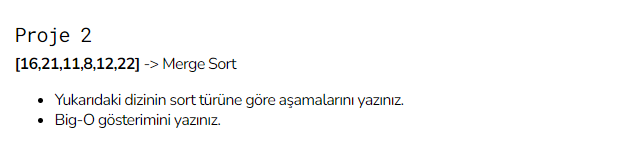 Proje 2
[16,21,11,8,12,22] -> Merge Sort
• Yukarıdaki dizinin sort türüne göre aşamalarını yazınız.
• Big-O gösterimini yazınız.